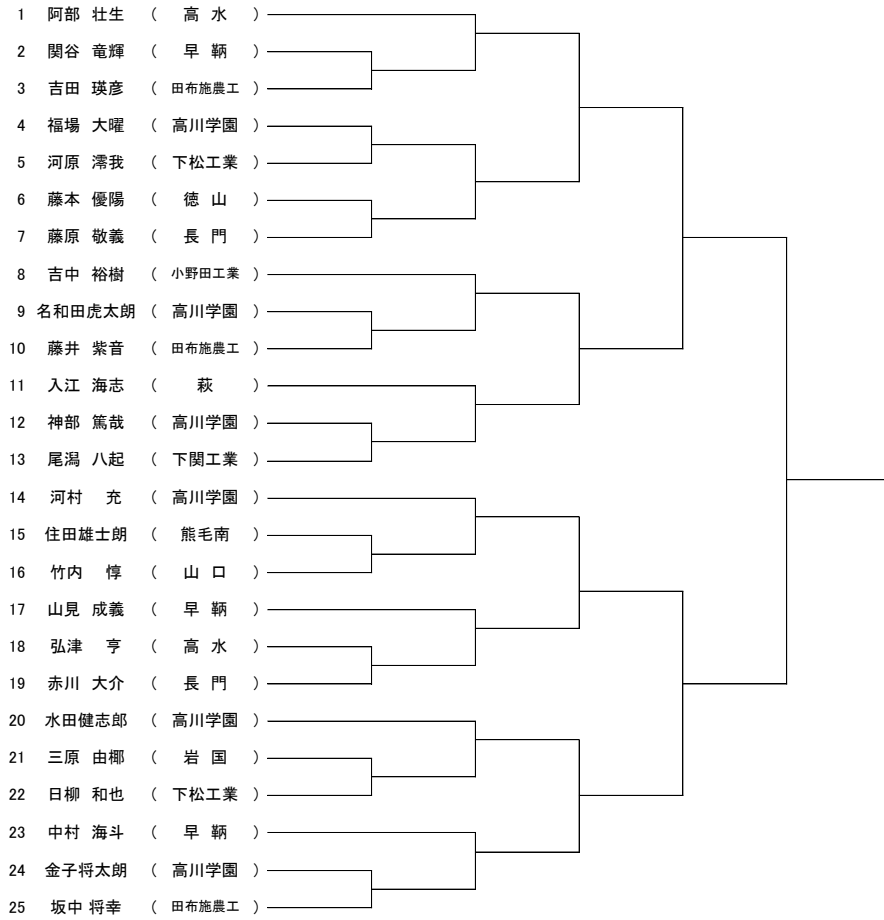 1 阿部 壮生 （ 高 水 ）
2 関谷 竜輝 （ 早 鞆 ）
3 吉田 瑛彦 （ 田布施農工 ）
4 福場 大曜 （ 高川学園 ）
5 河原 澪我 （ 下松工業 ）
6 藤本 優陽 （ 徳 山 ）
7 藤原 敬義 （ 長 門 ）
8 吉中 裕樹 （ 小野田工業 ）
9 名和田虎太朗 （ 高川学園 ）
10 藤井 紫音 （ 田布施農工 ）
11 入江 海志 （ 萩 ）
12 神部 篤哉 （ 高川学園 ）
13 尾潟 八起 （ 下関工業 ）
14 河村 充 （ 高川学園 ）
15 住田雄士朗 （ 熊毛南 ）
16 竹内 惇 （ 山 口 ）
17 山見 成義 （ 早 鞆 ）
18 弘津 亨 （ 高 水 ）
19 赤川 大介 （ 長 門 ）
20 水田健志郎 （ 高川学園 ）
21 三原 由椰 （ 岩 国 ）
22 日柳 和也 （ 下松工業 ）
23 中村 海斗 （ 早 鞆 ）
24 金子将太朗 （ 高川学園 ）
25 坂中 将幸 （ 田布施農工 ）